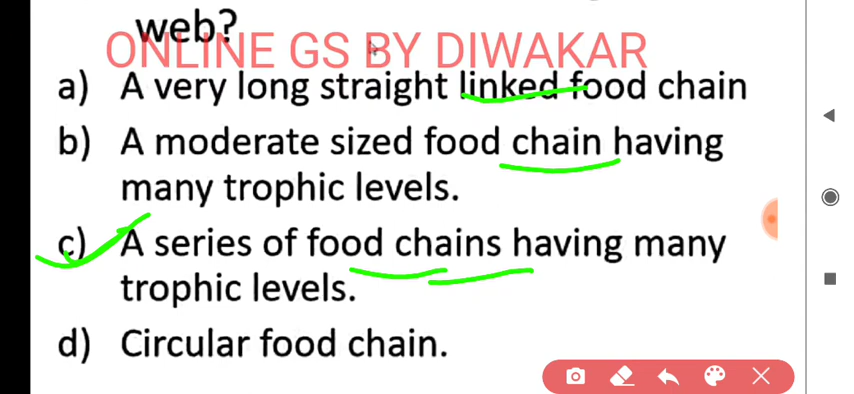 web?
ONLINE GS BY DIWAKAR
a) A very long straight linked food chain
b) A moderate sized food chain having
many trophic levels.
c) A series of food chains having many
trophic levels.
d) Circular food chain.